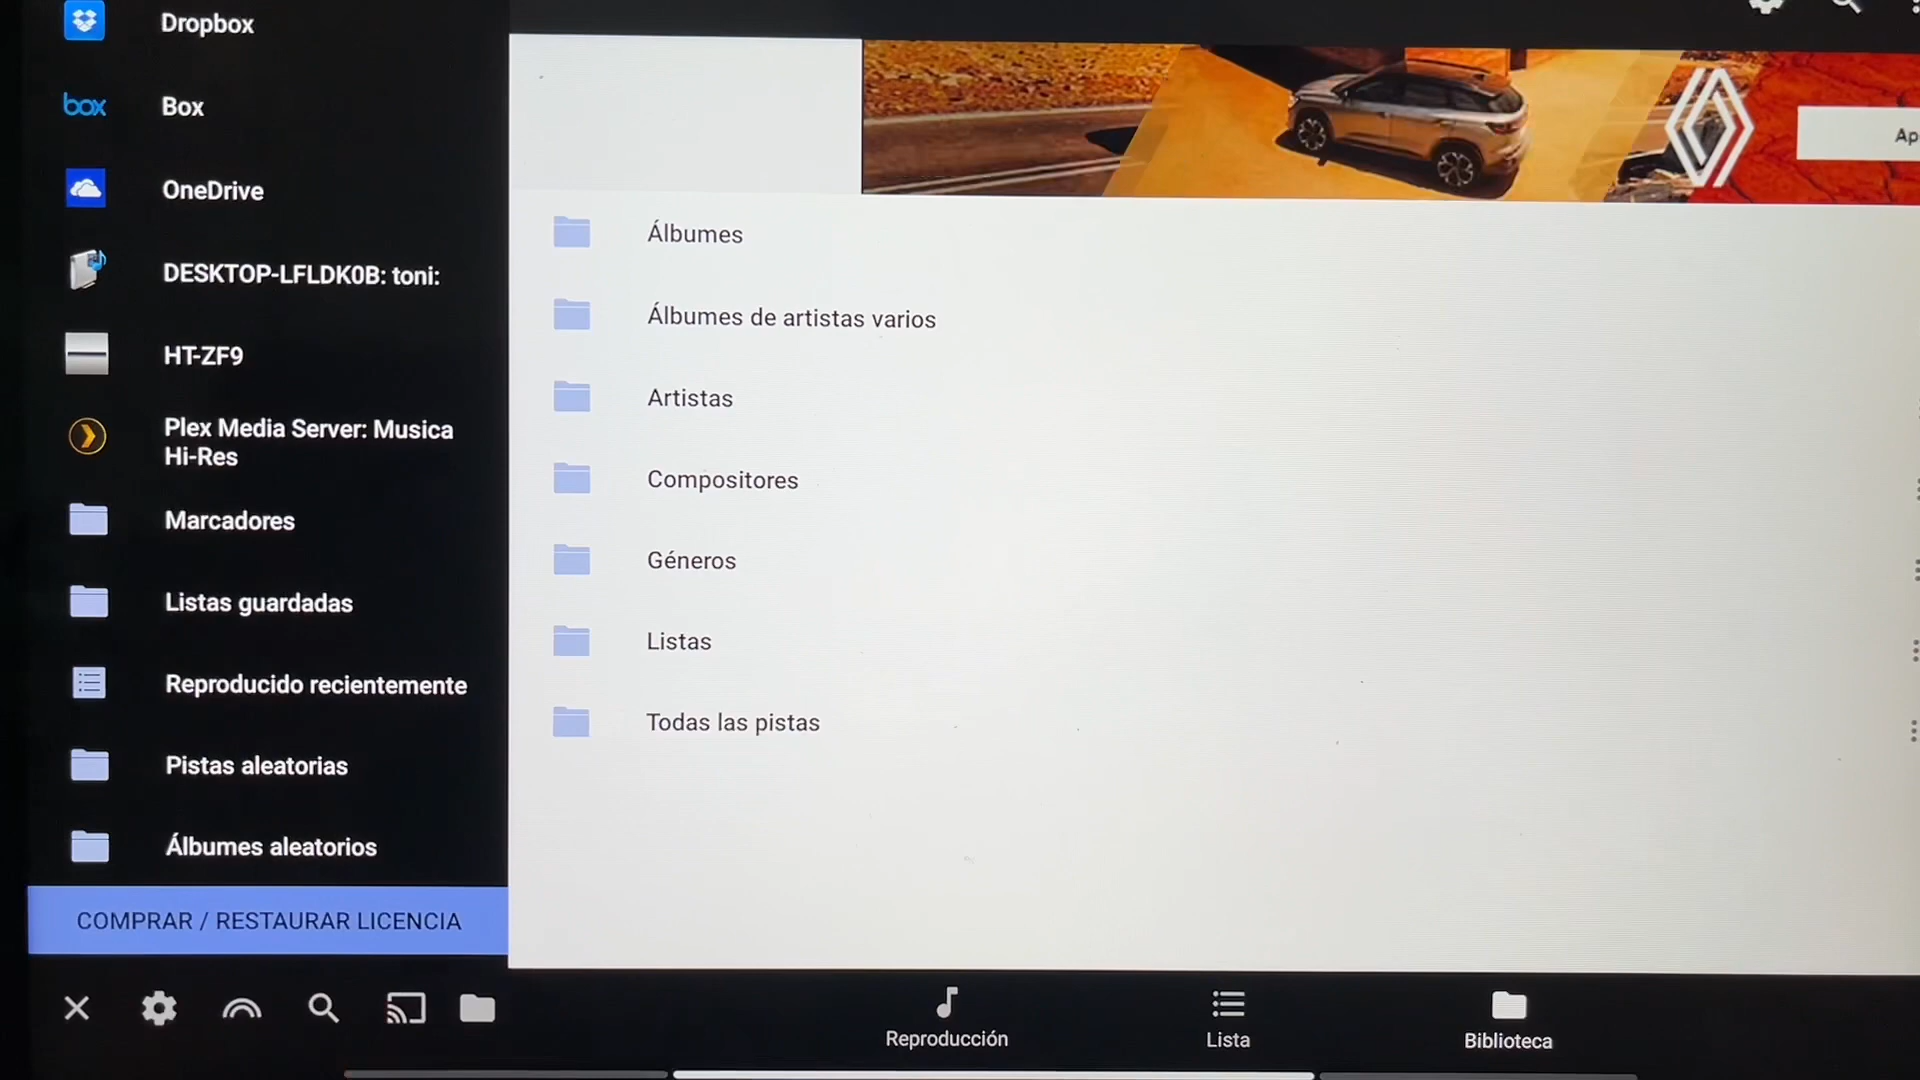 Dropbox
box
Box
OneDrive
DESKTOP-LFLDK0B: toni:
HT-ZF9
Plex Media Server: Musica
Hi-Res
Marcadores
Listas guardadas
Reproducido recientemente
Pistas aleatorias
Álbumes aleatorios
COMPRAR / RESTAURAR LICENCIA
Álbumes
Álbumes de artistas varios
Artistas
Compositores
Géneros
Listas
Todas las pistas
Reproducción
Lista
Biblioteca